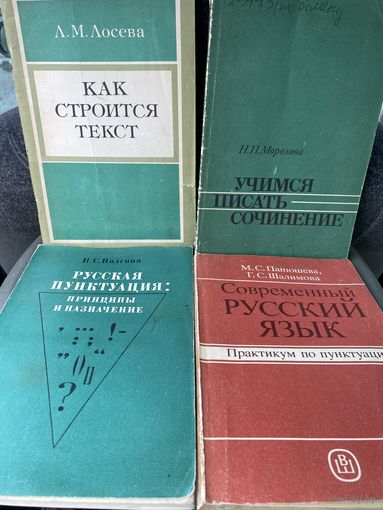 Л.М.Лосева
КАК
СТРОИТСЯ
ТЕКСТ
Н.П.Морозова
УЧИМСЯ
ПИСАТЬ
СОЧИНЕНИЕ
Н.С.Валгина
РУССКАЯ
ПУНКТУАЦИЯ:
ПРИНЦИПЫ
И НАЗНАЧЕНИЕ
, : ; !-
„“()„
?
М.С.Панюшева,
Г.С.Шалимова
Современный
РУССКИЙ
ЯЗЫК
Практикум по пунктуаци